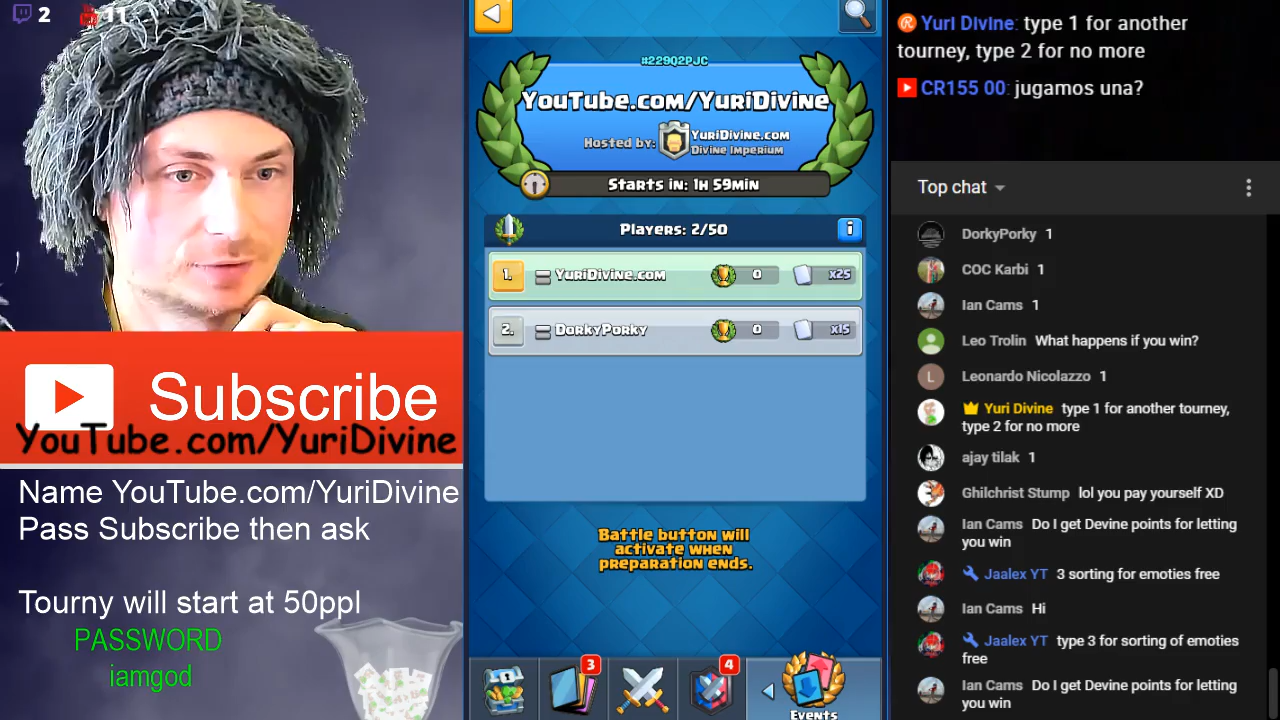 2
11
Subscribe
YouTube.com/YuriDivine
Name YouTube.com/YuriDivine
Pass Subscribe then ask
Tourny will start at 50ppl
PASSWORD
iamgod
#229Q2PJC
YouTube.com/YuriDivine
Hosted by: YuriDivine.com
Divine Imperium
Starts in: 1h 59min
Players: 2/50
i
1. YuriDivine.com 0 x25
2. DorkyPorky 0 x15
Battle button will
activate when
preparation ends.
1
3
4
Events
Yuri Divine: type 1 for another
tourney, type 2 for no more
CR155 00: jugamos una?
Top chat
DorkyPorky 1
COC Karbi 1
Ian Cams 1
Leo Trolin What happens if you win?
L Leonardo Nicolazzo 1
Yuri Divine type 1 for another tourney,
type 2 for no more
ajay tilak 1
Ghilchrist Stump lol you pay yourself XD
Ian Cams Do I get Devine points for letting
you win
Jaalex YT 3 sorting for emoties free
Ian Cams Hi
Jaalex YT type 3 for sorting of emoties
free
Ian Cams Do I get Devine points for letting
you win